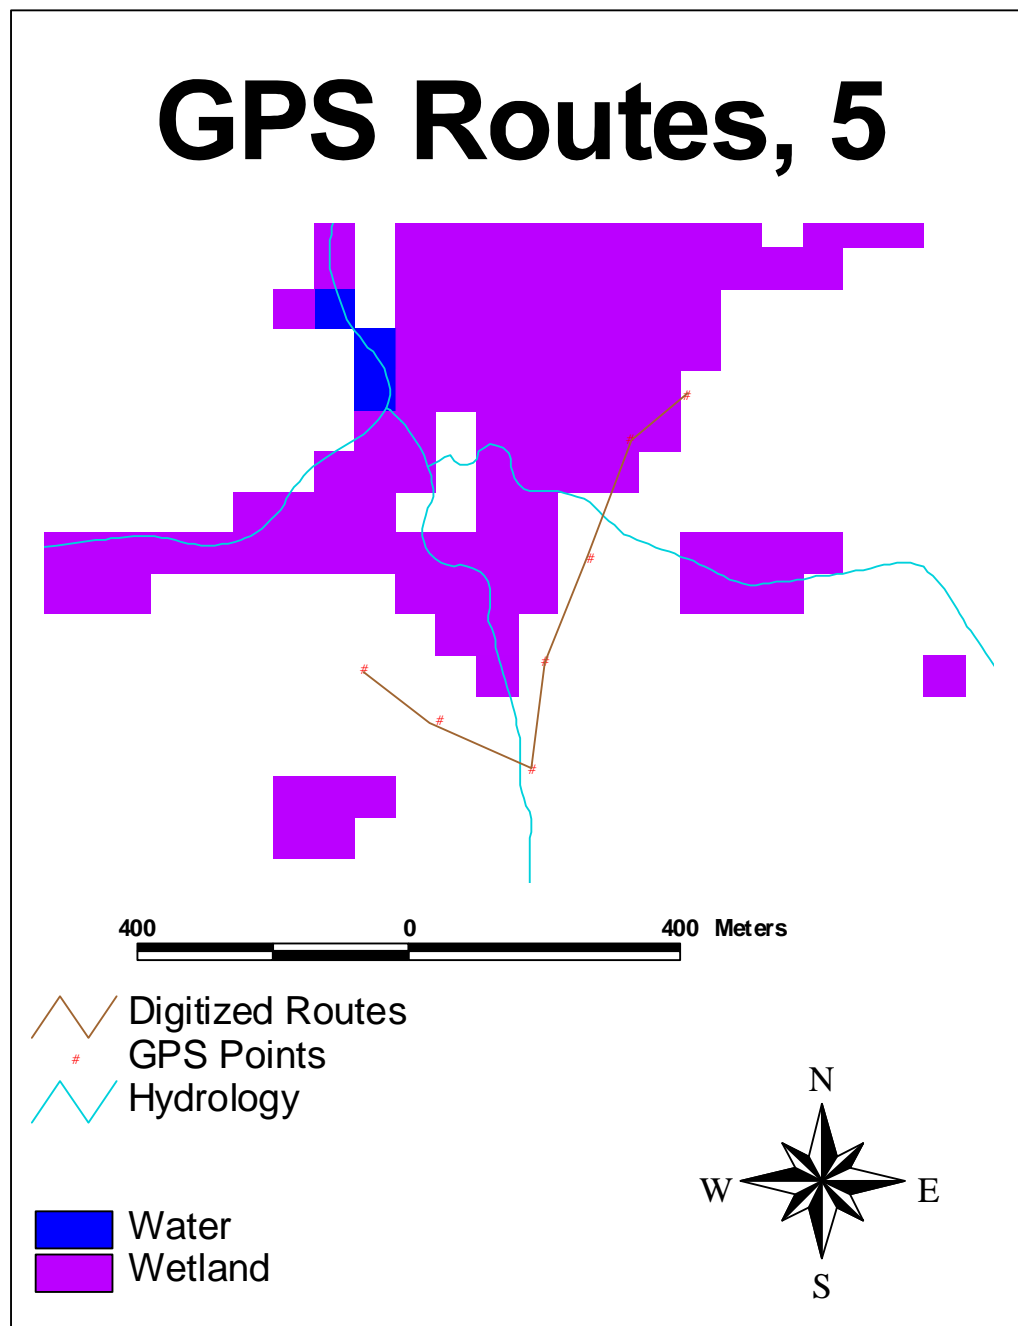 GPS Routes, 5
#
#
#
#
#
#
#
400 0 400 Meters
Digitized Routes
# GPS Points
Hydrology
N
W E
S
Water
Wetland